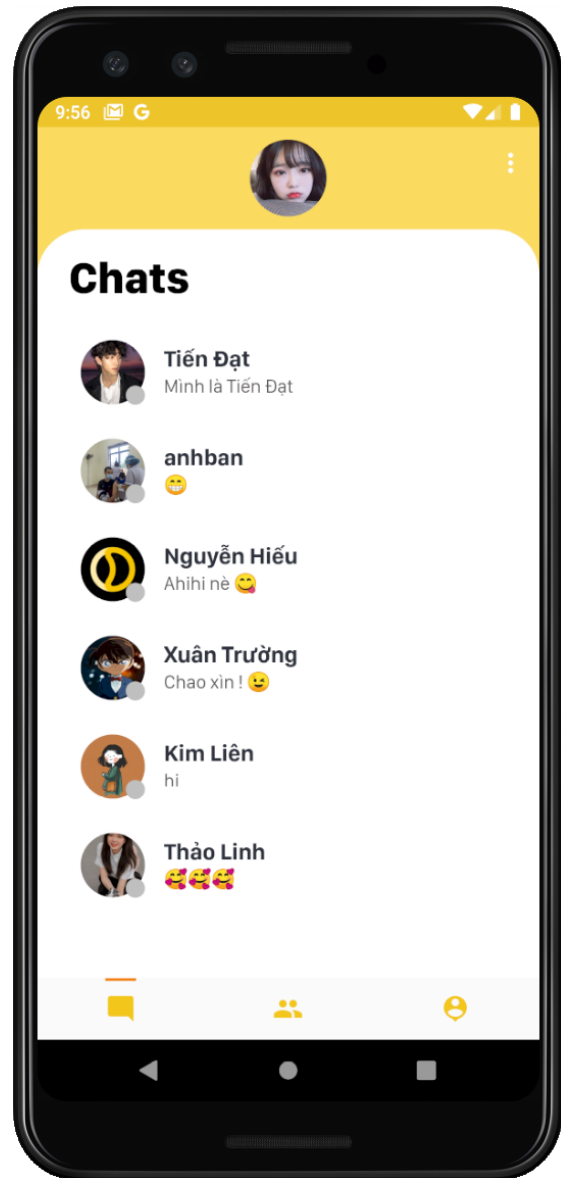 9:56
Chats
Tiến Đạt
Mình là Tiến Đạt
anhban
😁
Nguyễn Hiếu
Ahihi nè 😋
Xuân Trường
Chao xìn ! 😉
Kim Liên
hi
Thảo Linh
🥰🥰🥰